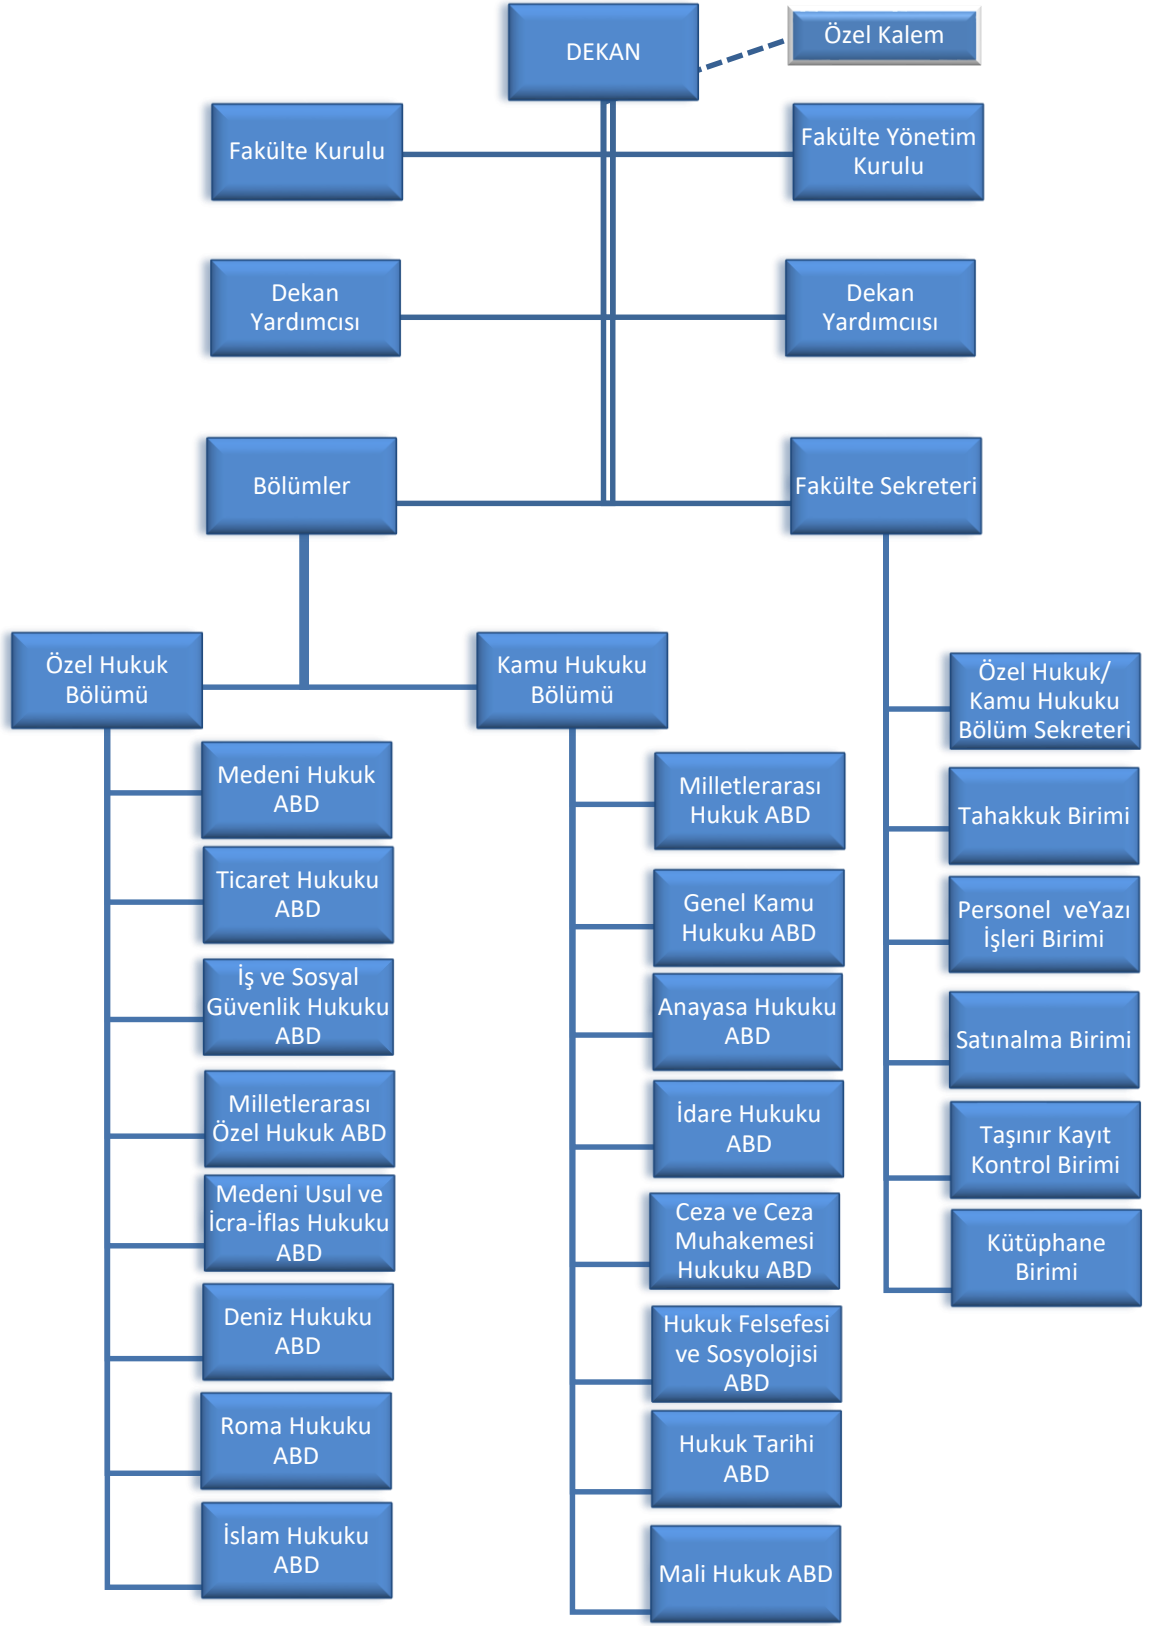 DEKAN
Özel Kalem
Fakülte Kurulu
Fakülte Yönetim
Kurulu
Dekan
Yardımcısı
Dekan
Yardımcıısı
Bölümler
Fakülte Sekreteri
Özel Hukuk
Bölümü
Kamu Hukuku
Bölümü
Medeni Hukuk
ABD
Ticaret Hukuku
ABD
İş ve Sosyal
Güvenlik Hukuku
ABD
Milletlerarası
Özel Hukuk ABD
Medeni Usul ve
İcra-İflas Hukuku
ABD
Deniz Hukuku
ABD
Roma Hukuku
ABD
İslam Hukuku
ABD
Milletlerarası
Hukuk ABD
Genel Kamu
Hukuku ABD
Anayasa Hukuku
ABD
İdare Hukuku
ABD
Ceza ve Ceza
Muhakemesi
Hukuku ABD
Hukuk Felsefesi
ve Sosyolojisi
ABD
Hukuk Tarihi
ABD
Mali Hukuk ABD
Özel Hukuk/
Kamu Hukuku
Bölüm Sekreteri
Tahakkuk Birimi
Personel  veYazı
İşleri Birimi
Satınalma Birimi
Taşınır Kayıt
Kontrol Birimi
Kütüphane
Birimi